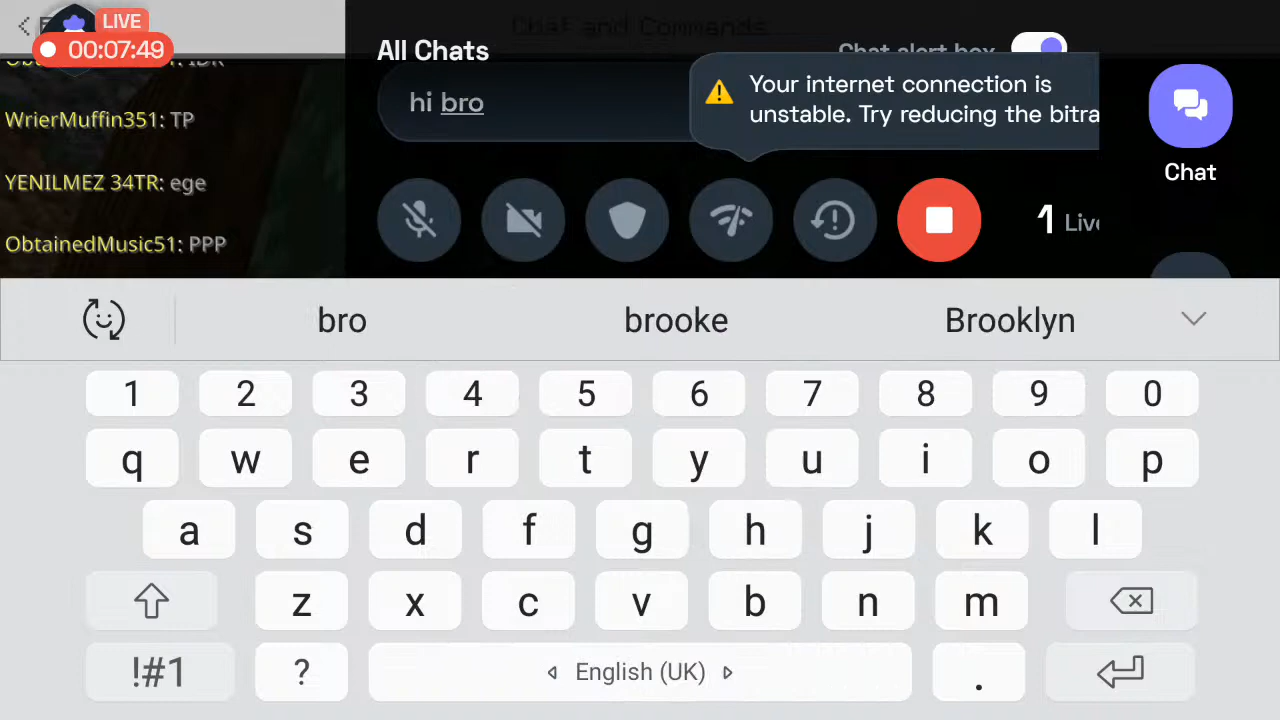 LIVE
00:07:49
Chat and Commands
All Chats
Chat alert box
hi bro
Your internet connection is
unstable. Try reducing the bitra
Chat
WrierMuffin351: TP
YENILMEZ 34TR: ege
ObtainedMusic51: PPP
1 Live
bro
brooke
Brooklyn
1 2 3 4 5 6 7 8 9 0
q w e r t y u i o p
a s d f g h j k l
z x c v b n m
!#1 ? English (UK) .